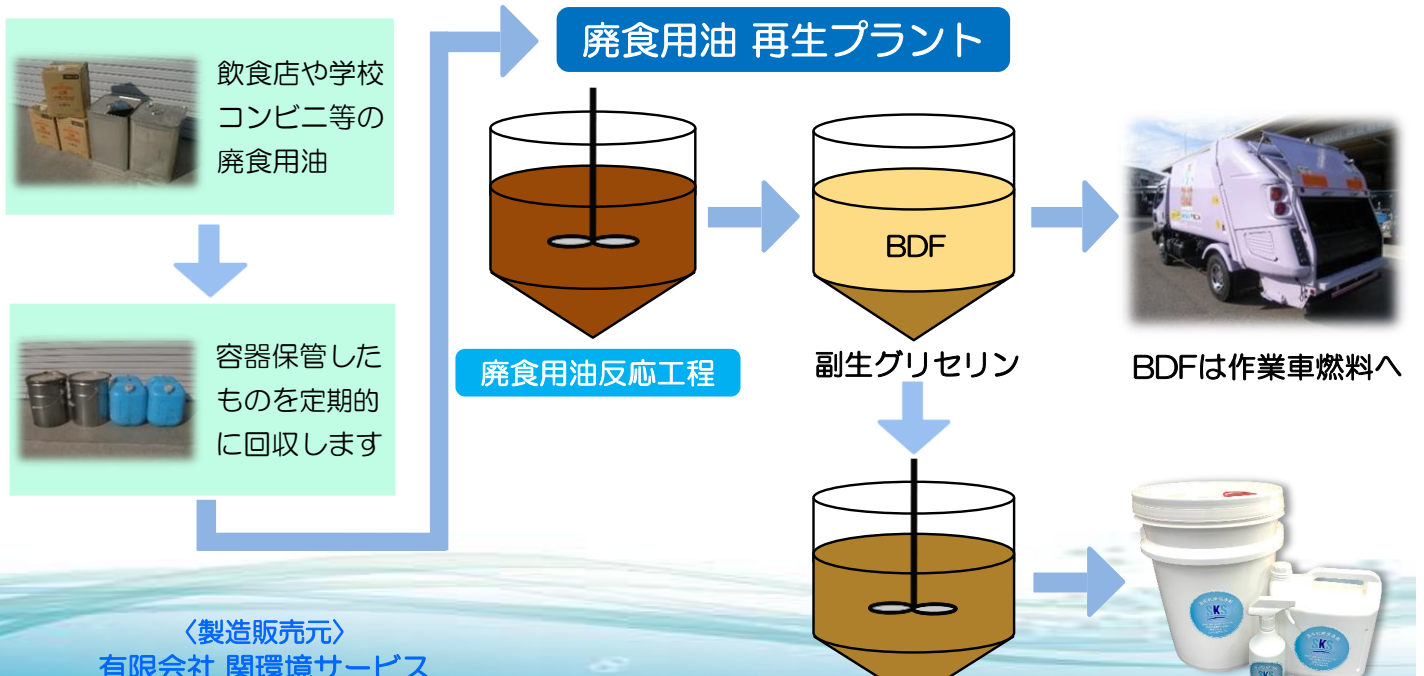 廃食用油 再生プラント
飲食店や学校
コンビニ等の
廃食用油
容器保管した
ものを定期的
に回収します
廃食用油反応工程
BDF
副生グリセリン
BDFは作業車燃料へ
SKS
SKS
SKS
〈製造販売元〉
有限会社 関環境サービス